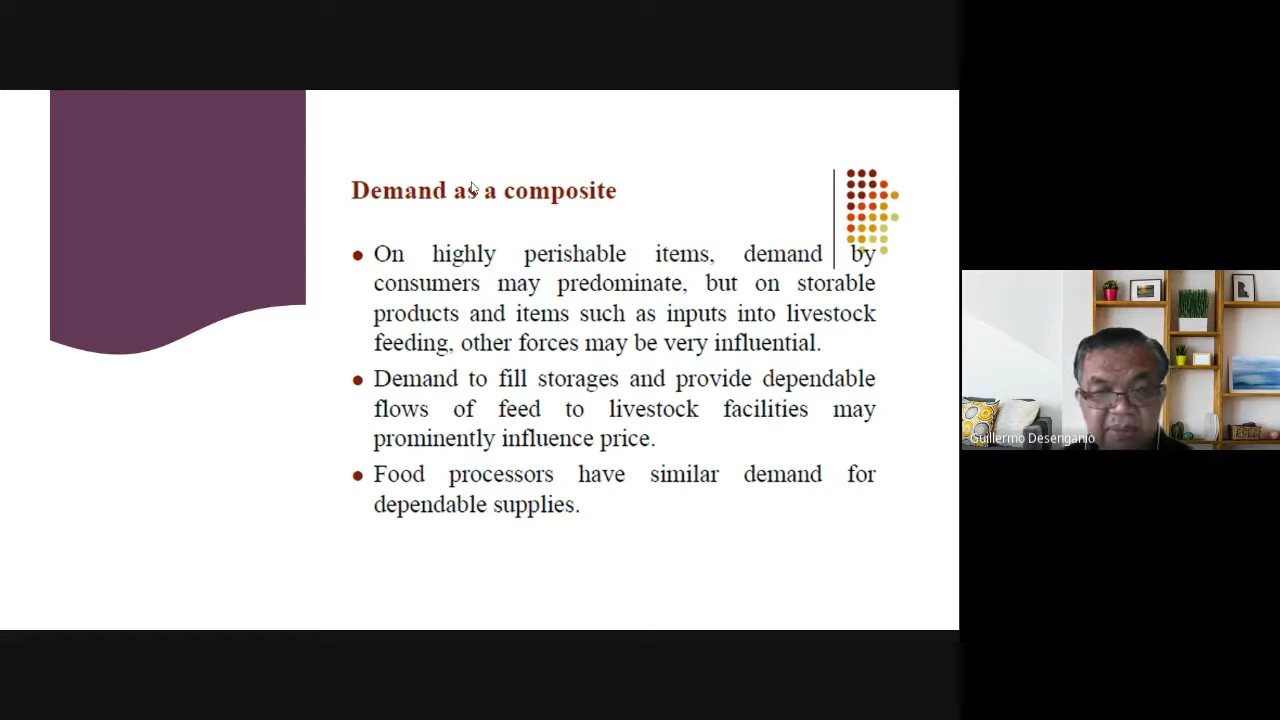 Demand as a composite
On highly perishable items, demand by
consumers may predominate, but on storable
products and items such as inputs into livestock
feeding, other forces may be very influential.
Demand to fill storages and provide dependable
flows of feed to livestock facilities may
prominently influence price.
Food processors have similar demand for
dependable supplies.
Guillermo Desenganio